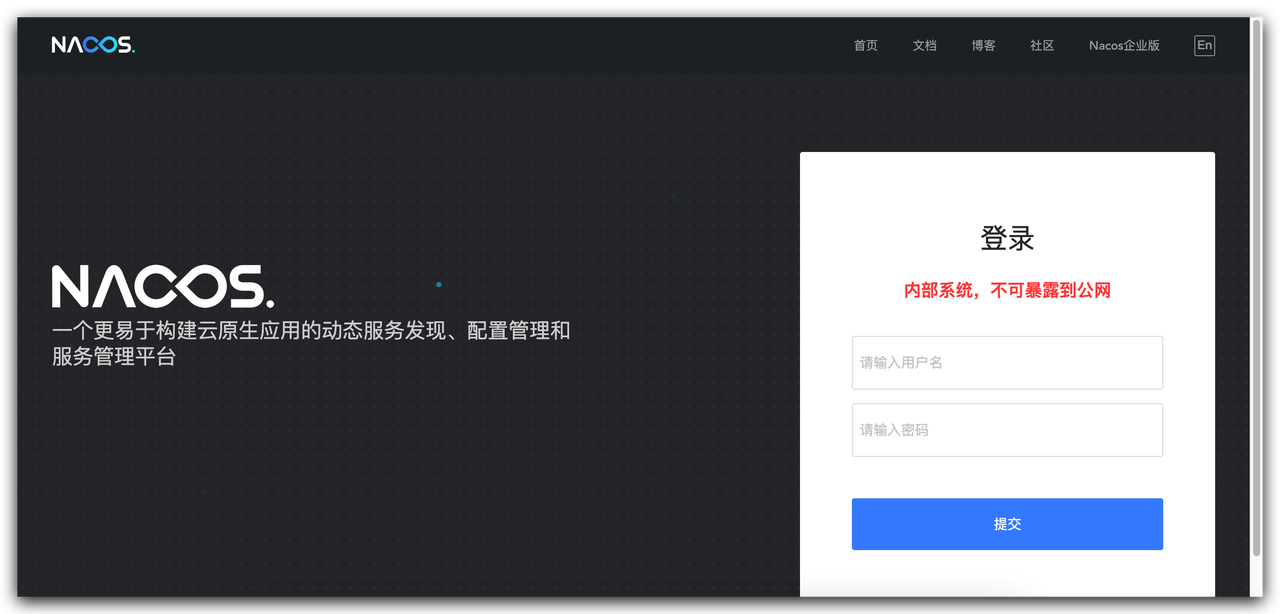 NACOS.
首页 文档 博客 社区 Nacos企业版 En
NACOS.
一个更易于构建云原生应用的动态服务发现、配置管理和
服务管理平台
登录
内部系统，不可暴露到公网
请输入用户名
请输入密码
提交